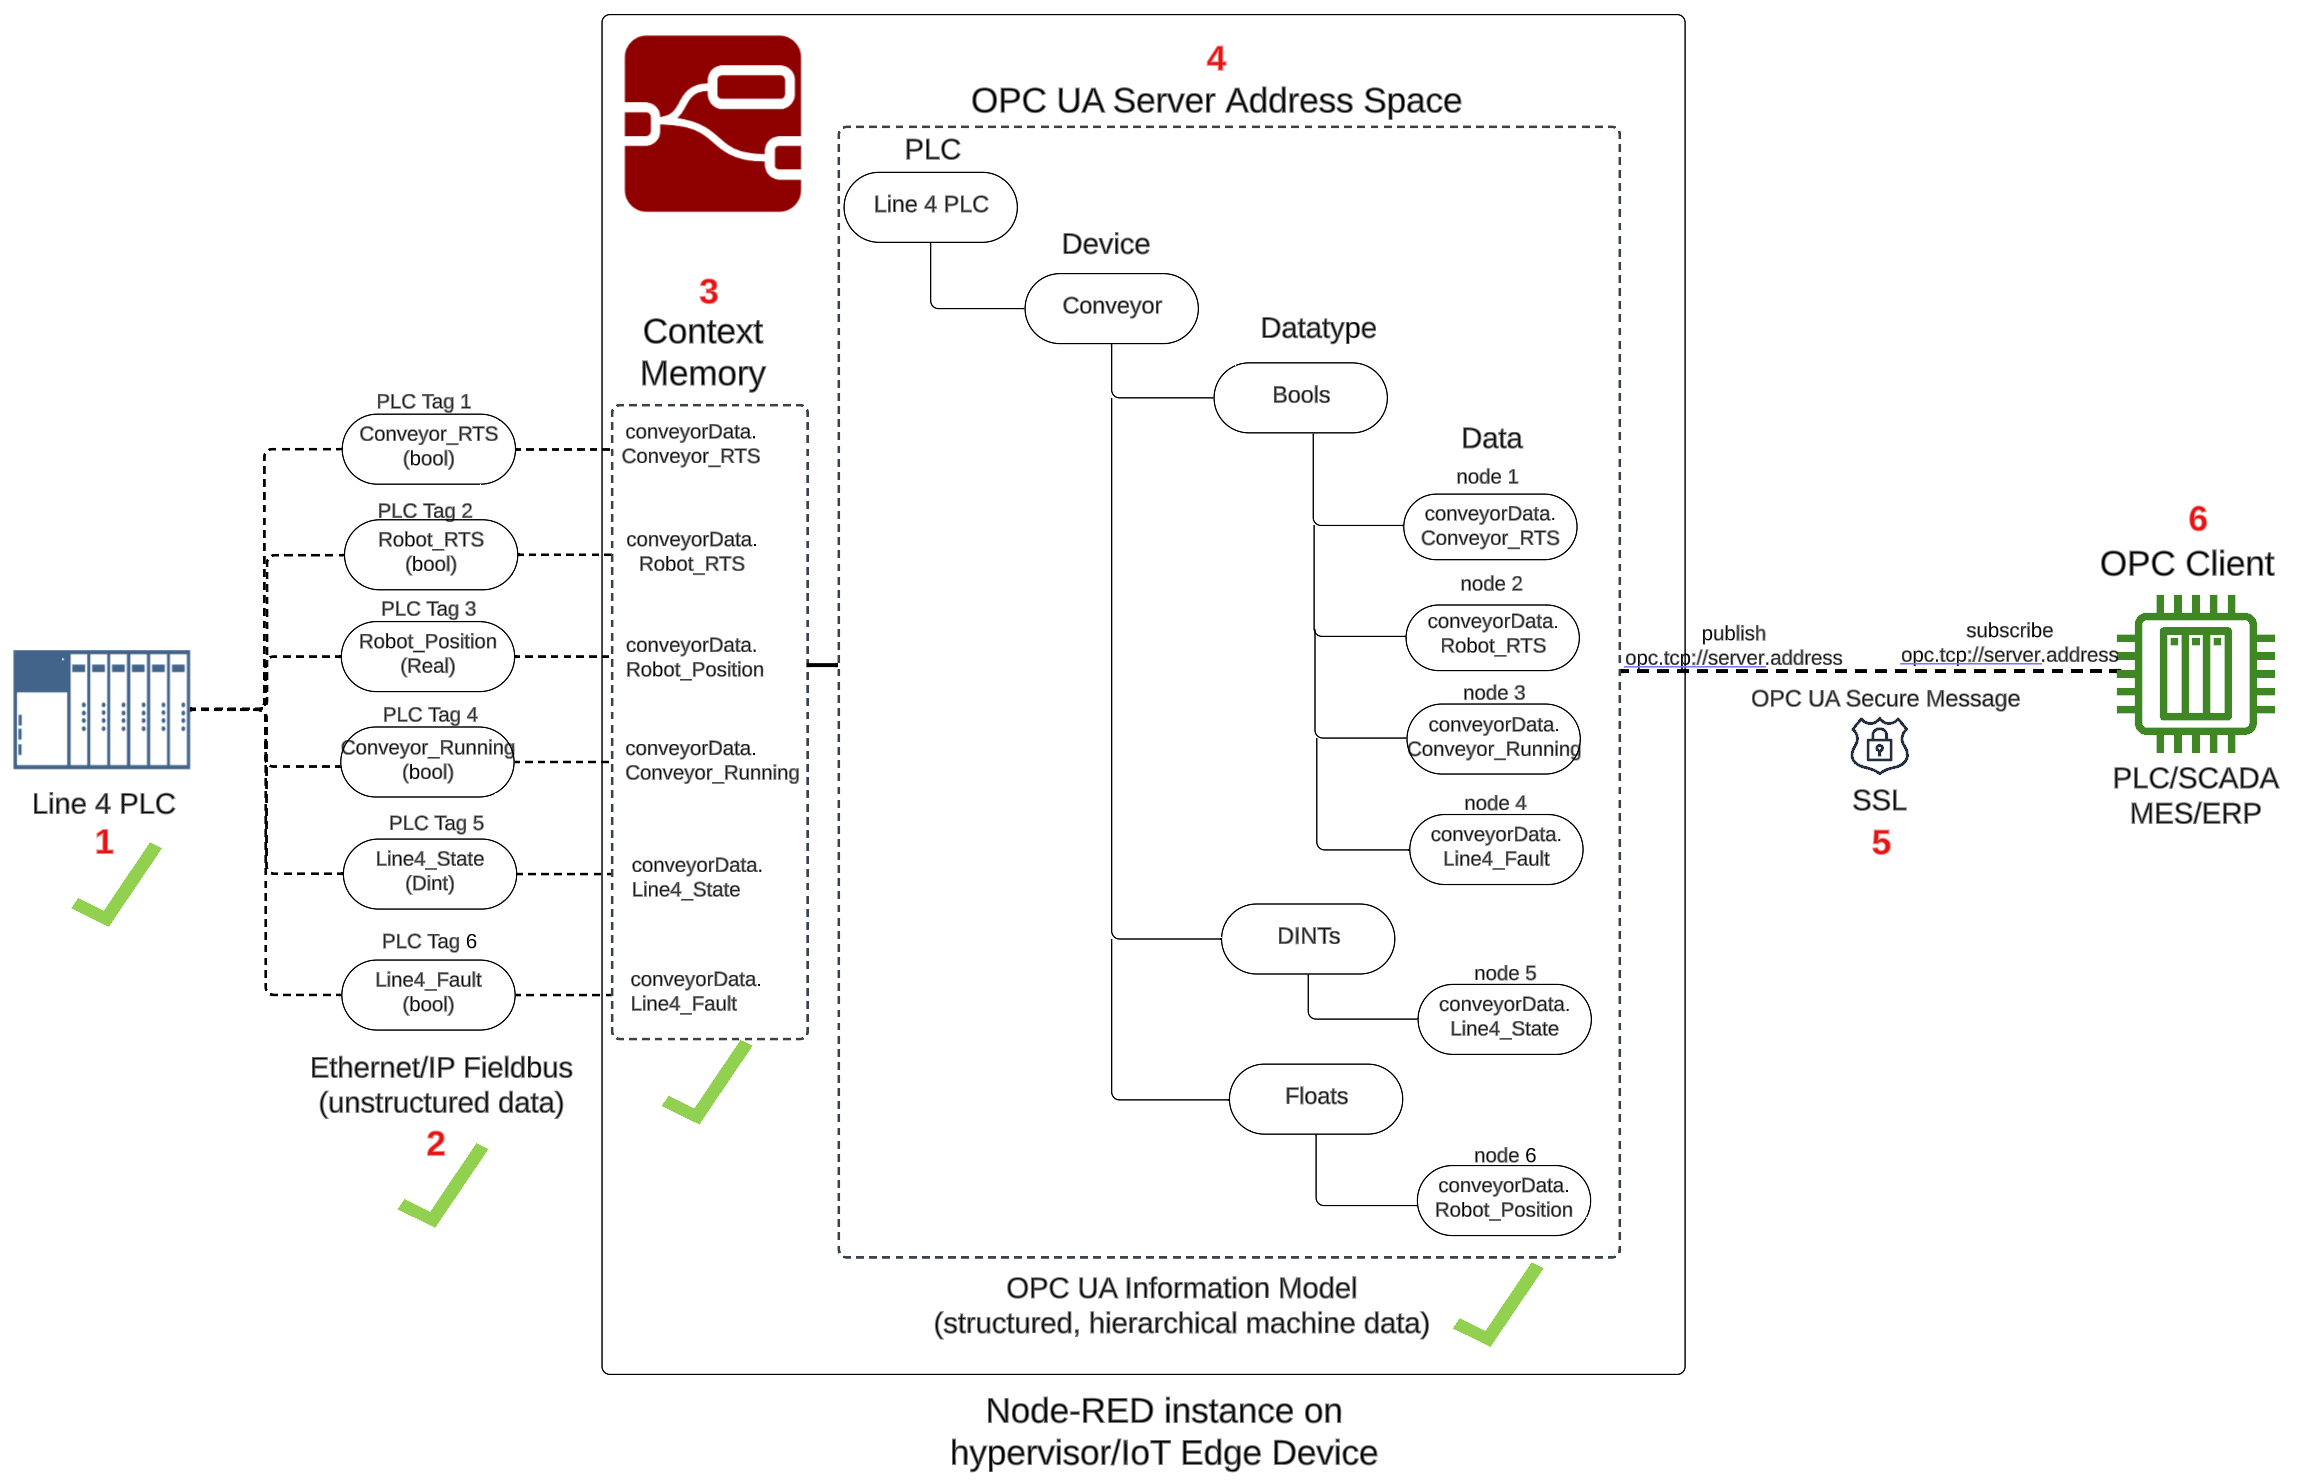 4
OPC UA Server Address Space
PLC
Line 4 PLC
Device
Conveyor
Datatype
Bools
Data
node 1
conveyorData.
Conveyor_RTS
node 2
conveyorData.
Robot_RTS
node 3
conveyorData.
Conveyor_Running
node 4
conveyorData.
Line4_Fault
DINTs
node 5
conveyorData.
Line4_State
Floats
node 6
conveyorData.
Robot_Position
OPC UA Information Model
(structured, hierarchical machine data)
3
Context
Memory
conveyorData.
Conveyor_RTS
conveyorData.
Robot_RTS
conveyorData.
Robot_Position
conveyorData.
Conveyor_Running
conveyorData.
Line4_State
conveyorData.
Line4_Fault
PLC Tag 1
Conveyor_RTS
(bool)
PLC Tag 2
Robot_RTS
(bool)
PLC Tag 3
Robot_Position
(Real)
PLC Tag 4
Conveyor_Running
(bool)
PLC Tag 5
Line4_State
(Dint)
PLC Tag 6
Line4_Fault
(bool)
Ethernet/IP Fieldbus
(unstructured data)
2
Line 4 PLC
1
publish
opc.tcp://server.address
subscribe
opc.tcp://server.address
OPC UA Secure Message
SSL
5
6
OPC Client
PLC/SCADA
MES/ERP
Node-RED instance on
hypervisor/IoT Edge Device